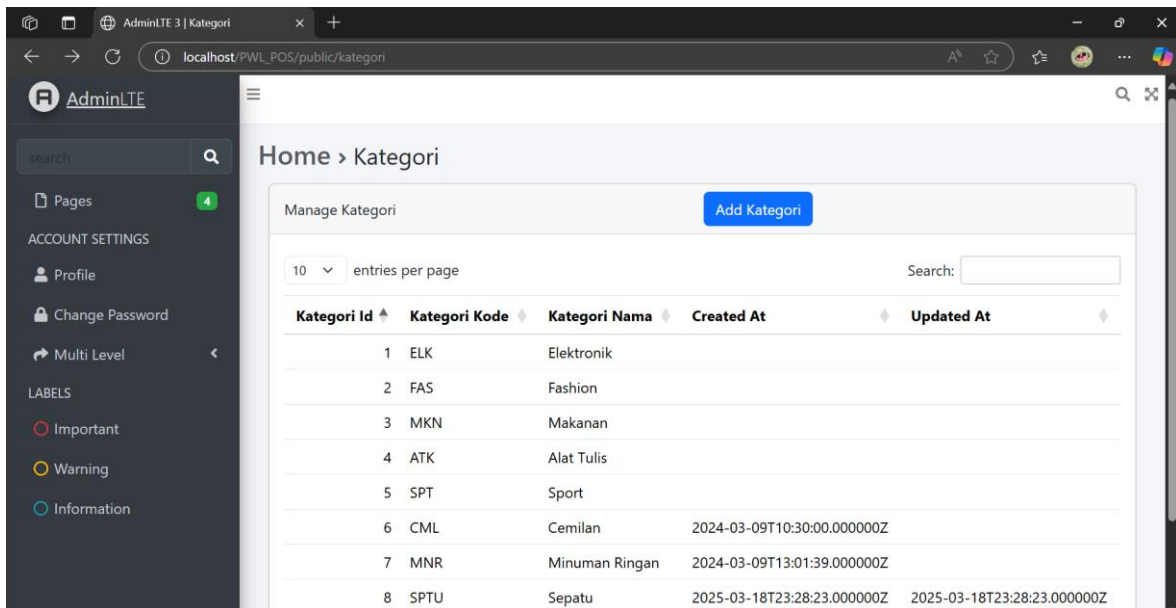 AdminLTE 3 | Kategori
localhost/PWL_POS/public/kategori
AdminLTE
search
Pages
4
ACCOUNT SETTINGS
Profile
Change Password
Multi Level
LABELS
Important
Warning
Information
Home › Kategori
Manage Kategori
Add Kategori
10 entries per page
Search:
Kategori Id Kategori Kode Kategori Nama Created At Updated At
1 ELK Elektronik
2 FAS Fashion
3 MKN Makanan
4 ATK Alat Tulis
5 SPT Sport
6 CML Cemilan 2024-03-09T10:30:00.000000Z
7 MNR Minuman Ringan 2024-03-09T13:01:39.000000Z
8 SPTU Sepatu 2025-03-18T23:28:23.000000Z 2025-03-18T23:28:23.000000Z